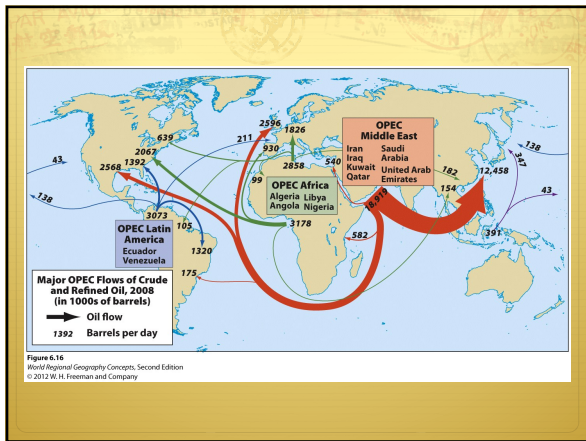 639
2596
1826
211
930
2067
43
2568
1392
138
99
2858
OPEC Africa
Algeria Libya
Angola Nigeria
OPEC
Middle East
Iran Saudi
Iraq Arabia
Kuwait United Arab
Qatar Emirates
540
18,919
182
154
12,458
347
138
43
391
582
3178
3073
105
OPEC Latin
America
Ecuador
Venezuela
1320
175
Major OPEC Flows of Crude
and Refined Oil, 2008
(in 1000s of barrels)
Oil flow
1392 Barrels per day
Figure 6.16
World Regional Geography Concepts, Second Edition
© 2012 W. H. Freeman and Company